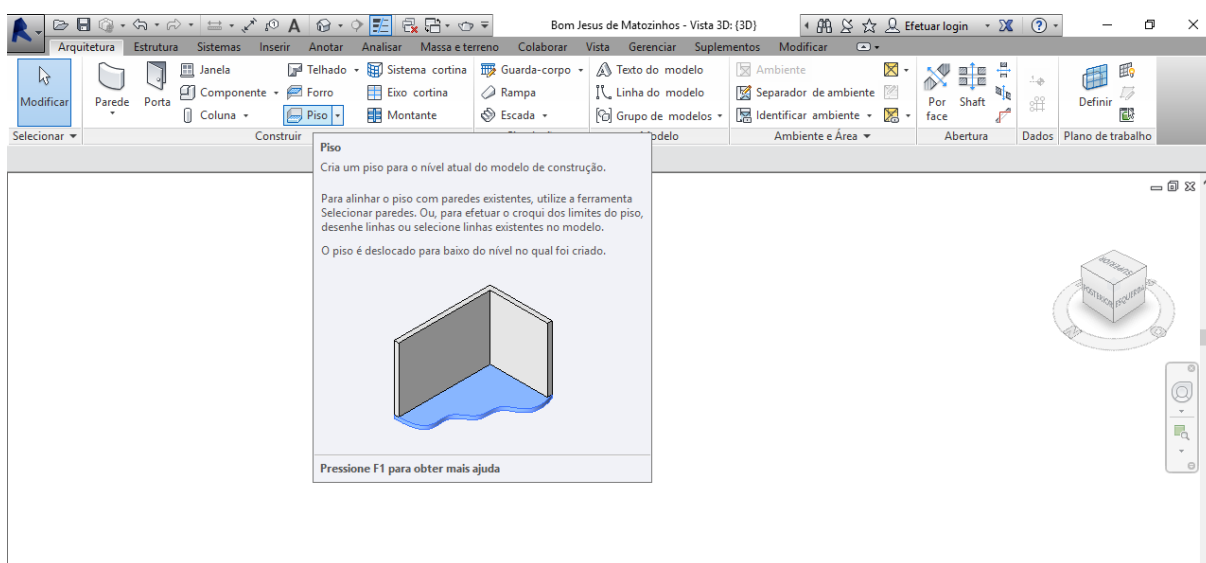 Bom Jesus de Matozinhos - Vista 3D: {3D}
Efetuar login
Arquitetura Estrutura Sistemas Inserir Anotar Analisar Massa e terreno Colaborar Vista Gerenciar Suplementos Modificar
Modificar
Parede
Porta
Janela
Componente
Coluna
Telhado
Forro
Piso
Sistema cortina
Eixo cortina
Montante
Guarda-corpo
Rampa
Escada
Texto do modelo
Linha do modelo
Grupo de modelos
Ambiente
Separador de ambiente
Identificar ambiente
Por face
Shaft
Definir
Selecionar
Construir
Ambiente e Área
Abertura
Dados
Plano de trabalho
Piso
Cria um piso para o nível atual do modelo de construção.
Para alinhar o piso com paredes existentes, utilize a ferramenta
Selecionar paredes. Ou, para efetuar o croqui dos limites do piso,
desenhe linhas ou selecione linhas existentes no modelo.
O piso é deslocado para baixo do nível no qual foi criado.
Pressione F1 para obter mais ajuda
SUPERIOR
ESQUERDA